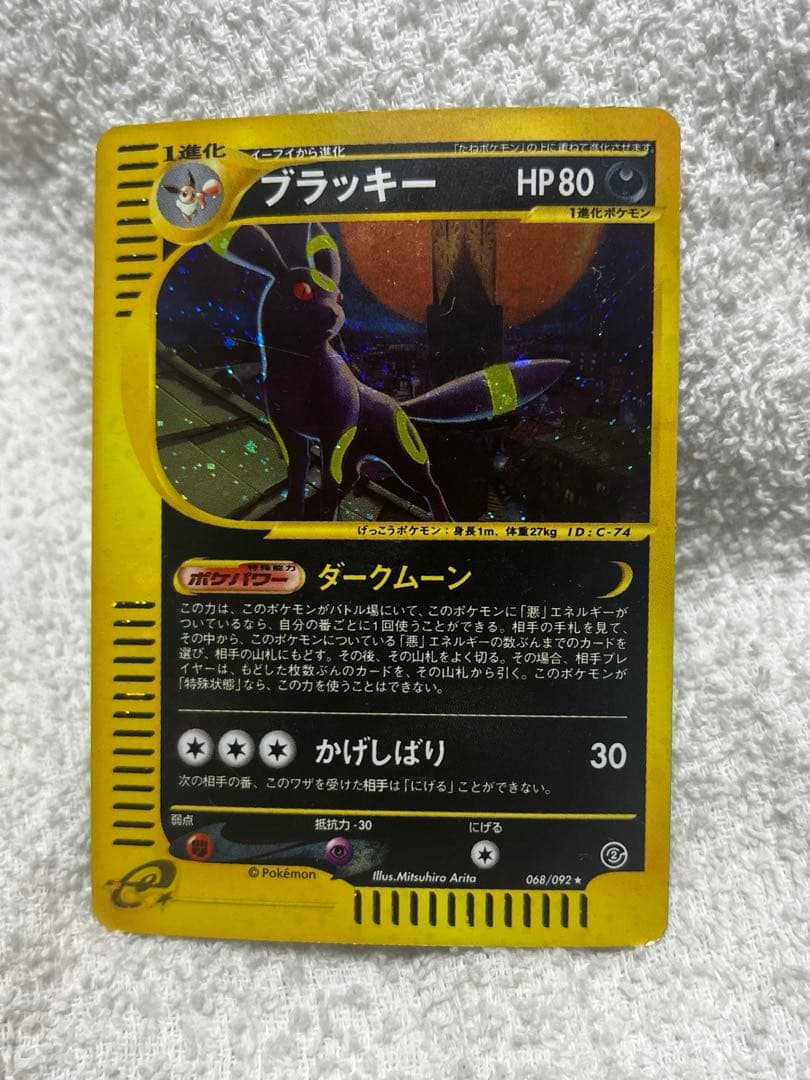 1進化
イーブイから進化
「たねポケモン」の上に重ねて進化させます。
ブラッキー HP80
1進化ポケモン
げっこうポケモン:身長1m、体重27kg ID:C-74
特殊能力
ポケパワー ダークムーン
この力は、このポケモンがバトル場にいて、このポケモンに「悪」エネルギーが
ついているなら、自分の番ごとに1回使うことができる。相手の手札を見て、
その中から、このポケモンについている「悪」エネルギーの数ぶんまでのカードを
選び、相手の山札にもどす。その後、その山札をよく切る。その場合、相手プレ
イヤーは、もどした枚数ぶんのカードを、その山札から引く。このポケモンが
「特殊状態」なら、この力を使うことはできない。
かげしばり 30
次の相手の番、このワザを受けた相手は「にげる」ことができない。
弱点 抵抗力-30 にげる
©Pokémon Illus.Mitsuhiro Arita 068/092★ 2
e